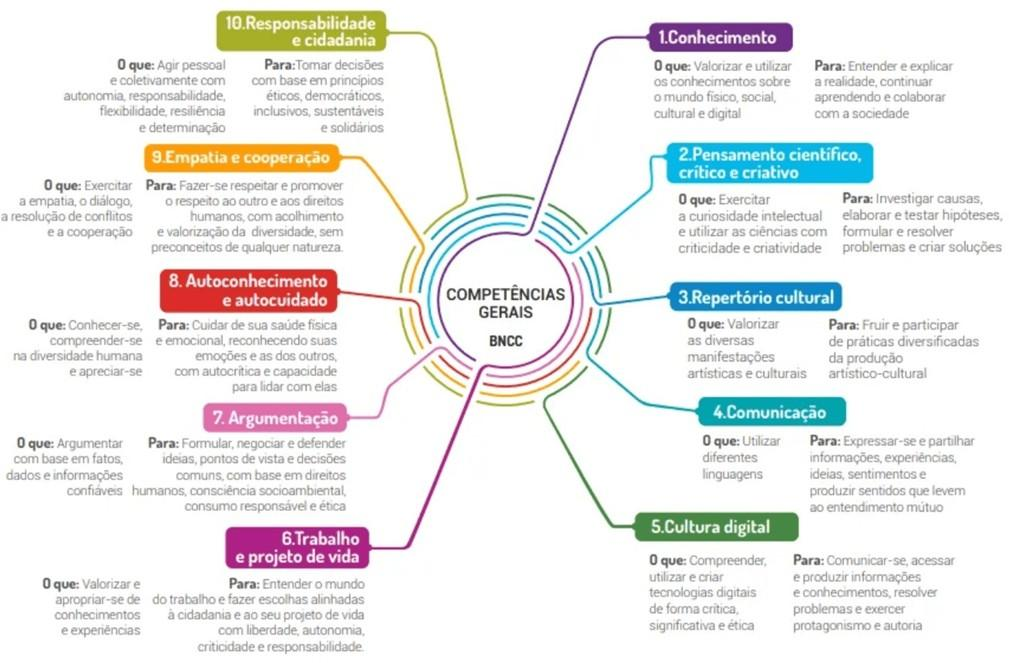 COMPETÊNCIAS
GERAIS
BNCC
1.Conhecimento
O que: Valorizar e utilizar
os conhecimentos sobre
o mundo físico, social,
cultural e digital
Para: Entender e explicar
a realidade, continuar
aprendendo e colaborar
com a sociedade
2.Pensamento científico,
crítico e criativo
O que: Exercitar
a curiosidade intelectual
e utilizar as ciências com
criticidade e criatividade
Para: Investigar causas,
elaborar e testar hipóteses,
formular e resolver
problemas e criar soluções
3.Repertório cultural
O que: Valorizar
as diversas
manifestações
artísticas e culturais
Para: Fruir e participar
de práticas diversificadas
da produção
artístico-cultural
4.Comunicação
O que: Utilizar
diferentes
linguagens
Para: Expressar-se e partilhar
informações, experiências,
ideias, sentimentos e
produzir sentidos que levem
ao entendimento mútuo
5.Cultura digital
O que: Compreender,
utilizar e criar
tecnologias digitais
de forma crítica,
significativa e ética
Para: Comunicar-se, acessar
e produzir informações
e conhecimentos, resolver
problemas e exercer
protagonismo e autoria
6.Trabalho
e projeto de vida
O que: Valorizar e
apropriar-se de
conhecimentos
e experiências
Para: Entender o mundo
do trabalho e fazer escolhas alinhadas
à cidadania e ao seu projeto de vida
com liberdade, autonomia,
criticidade e responsabilidade.
7. Argumentação
O que: Argumentar
com base em fatos,
dados e informações
confiáveis
Para: Formular, negociar e defender
ideias, pontos de vista e decisões
comuns, com base em direitos
humanos, consciência socioambiental,
consumo responsável e ética
8. Autoconhecimento
e autocuidado
O que: Conhecer-se,
compreender-se
na diversidade humana
e apreciar-se
Para: Cuidar de sua saúde física
e emocional, reconhecendo suas
emoções e as dos outros,
com autocrítica e capacidade
para lidar com elas
9.Empatia e cooperação
O que: Exercitar
a empatia, o diálogo,
a resolução de conflitos
e a cooperação
Para: Fazer-se respeitar e promover
o respeito ao outro e aos direitos
humanos, com acolhimento
e valorização da diversidade, sem
preconceitos de qualquer natureza.
10.Responsabilidade
e cidadania
O que: Agir pessoal
e coletivamente com
autonomia, responsabilidade,
flexibilidade, resiliência
e determinação
Para:Tomar decisões
com base em princípios
éticos, democráticos,
inclusivos, sustentáveis
e solidários